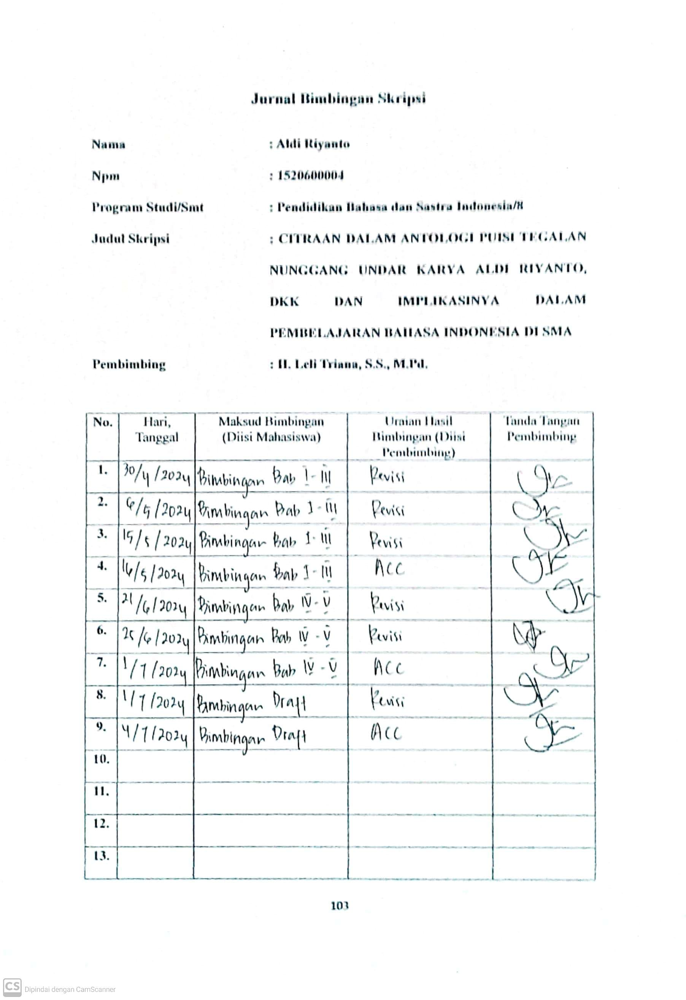 Jurnal Bimbingan Skripsi
Nama : Aldi Riyanto
Npm : 1520600004
Program Studi/Smt : Pendidikan Bahasa dan Sastra Indonesia/8
Judul Skripsi : CITRAAN DALAM ANTOLOGI PUISI TEGALAN
NUNGGANG UNDAR KARYA ALDI RIYANTO,
DKK DAN IMPLIKASINYA DALAM
PEMBELAJARAN BAHASA INDONESIA DI SMA
Pembimbing : H. Leli Triana, S.S., M.Pd.
No. Hari, Tanggal Maksud Bimbingan (Diisi Mahasiswa) Uraian Hasil Bimbingan (Diisi Pembimbing) Tanda Tangan Pembimbing
1. 30/4/2024 Bimbingan Bab I - III Revisi
2. 6/5/2024 Bimbingan Bab I - III Revisi
3. 15/5/2024 Bimbingan Bab I - III Revisi
4. 16/5/2024 Bimbingan Bab I - III ACC
5. 21/6/2024 Bimbingan Bab IV - V Revisi
6. 25/6/2024 Bimbingan Bab IV - V Revisi
7. 1/7/2024 Bimbingan Bab IV - V ACC
8. 1/7/2024 Bimbingan Draft Revisi
9. 4/7/2024 Bimbingan Draft ACC
10.
11.
12.
13.
103
CS Dipindai dengan CamScanner